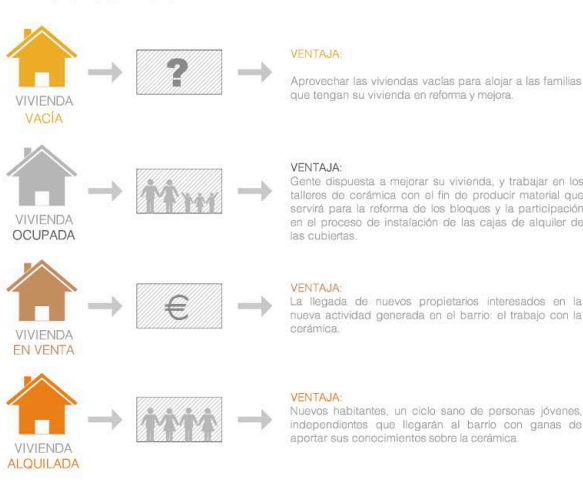 VIVIENDA
VACÍA
?
VENTAJA:
Aprovechar las viviendas vacías para alojar a las familias
que tengan su vivienda en reforma y mejora.
VIVIENDA
OCUPADA
VENTAJA:
Gente dispuesta a mejorar su vivienda, y trabajar en los
talleres de cerámica con el fin de producir material que
servirá para la reforma de los bloques y la participación
en el proceso de instalación de las cajas de alquiler de
las cubiertas.
VIVIENDA
EN VENTA
€
VENTAJA:
La llegada de nuevos propietarios interesados en la
nueva actividad generada en el barrio: el trabajo con la
cerámica.
VIVIENDA
ALQUILADA
VENTAJA:
Nuevos habitantes, un ciclo sano de personas jóvenes,
independientes que llegarán al barrio con ganas de
aportar sus conocimientos sobre la cerámica.